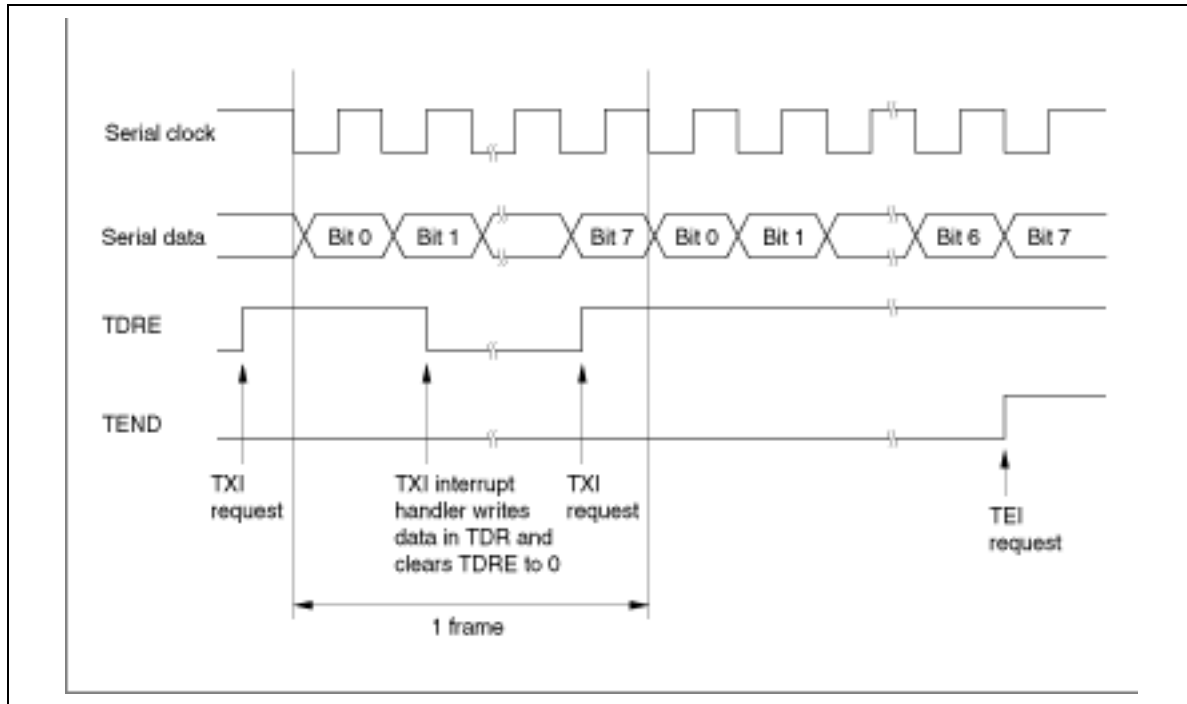 Serial clock
Serial data
Bit 0
Bit 1
Bit 7
Bit 0
Bit 1
Bit 6
Bit 7
TDRE
TEND
TXI
request
TXI interrupt
handler writes
data in TDR and
clears TDRE to 0
TXI
request
TEI
request
1 frame